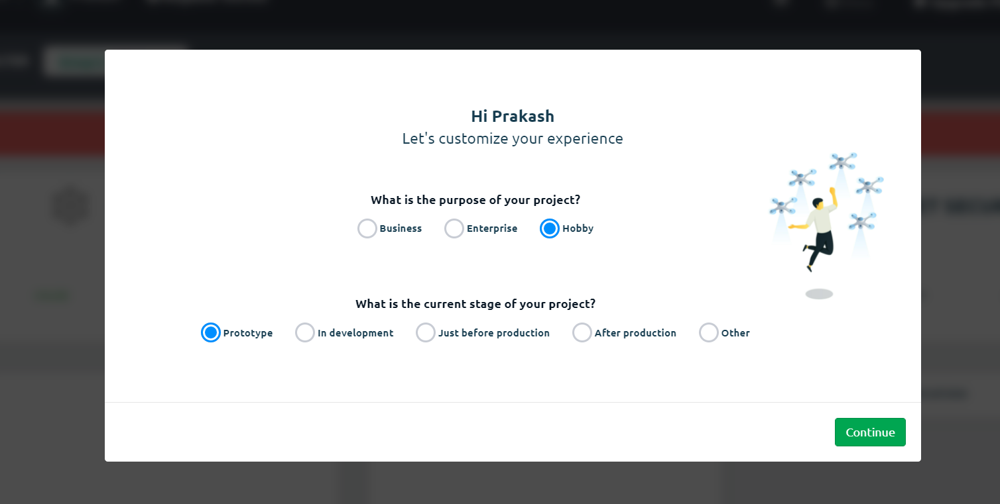 Hi Prakash
Let's customize your experience
What is the purpose of your project?
Business Enterprise Hobby
What is the current stage of your project?
Prototype In development Just before production After production Other
Continue